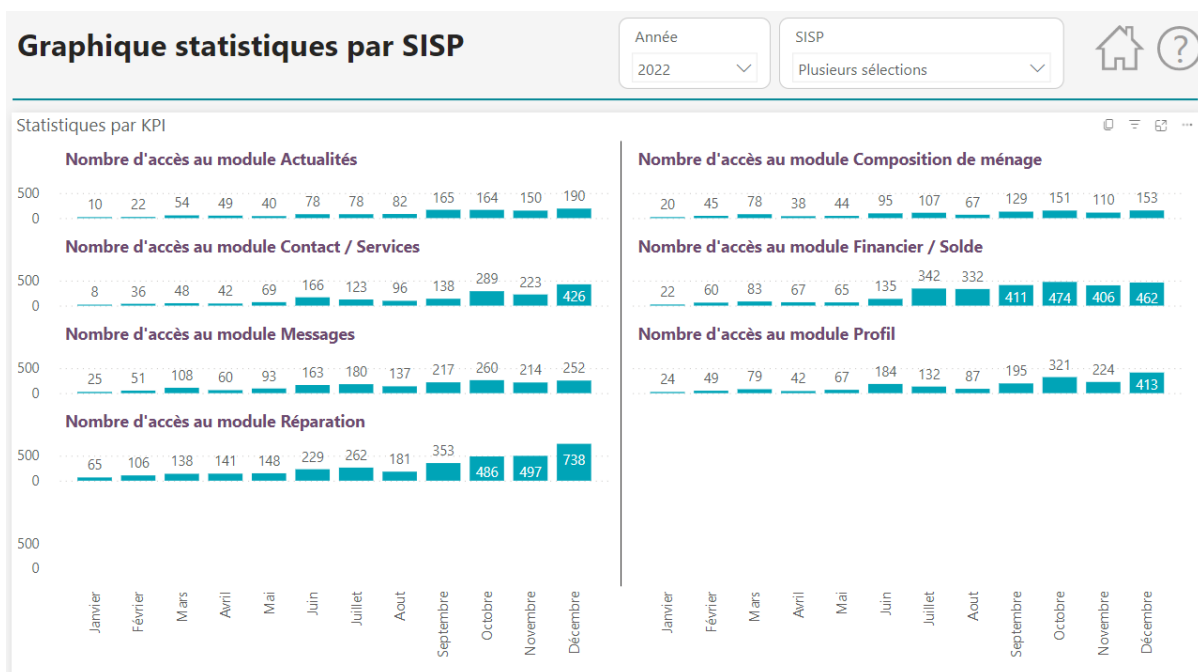 Graphique statistiques par SISP
Année
2022
SISP
Plusieurs sélections
?
Statistiques par KPI
Nombre d'accès au module Actualités
500
0
10 22 54 49 40 78 78 82 165 164 150 190
Nombre d'accès au module Composition de ménage
20 45 78 38 44 95 107 67 129 151 110 153
Nombre d'accès au module Contact / Services
500
0
8 36 48 42 69 166 123 96 138 289 223 426
Nombre d'accès au module Financier / Solde
22 60 83 67 65 135 342 332 411 474 406 462
Nombre d'accès au module Messages
500
0
25 51 108 60 93 163 180 137 217 260 214 252
Nombre d'accès au module Profil
24 49 79 42 67 184 132 87 195 321 224 413
Nombre d'accès au module Réparation
500
0
65 106 138 141 148 229 262 181 353 486 497 738
500
0
Janvier Février Mars Avril Mai Juin Juillet Aout Septembre Octobre Novembre Décembre
Janvier Février Mars Avril Mai Juin Juillet Aout Septembre Octobre Novembre Décembre